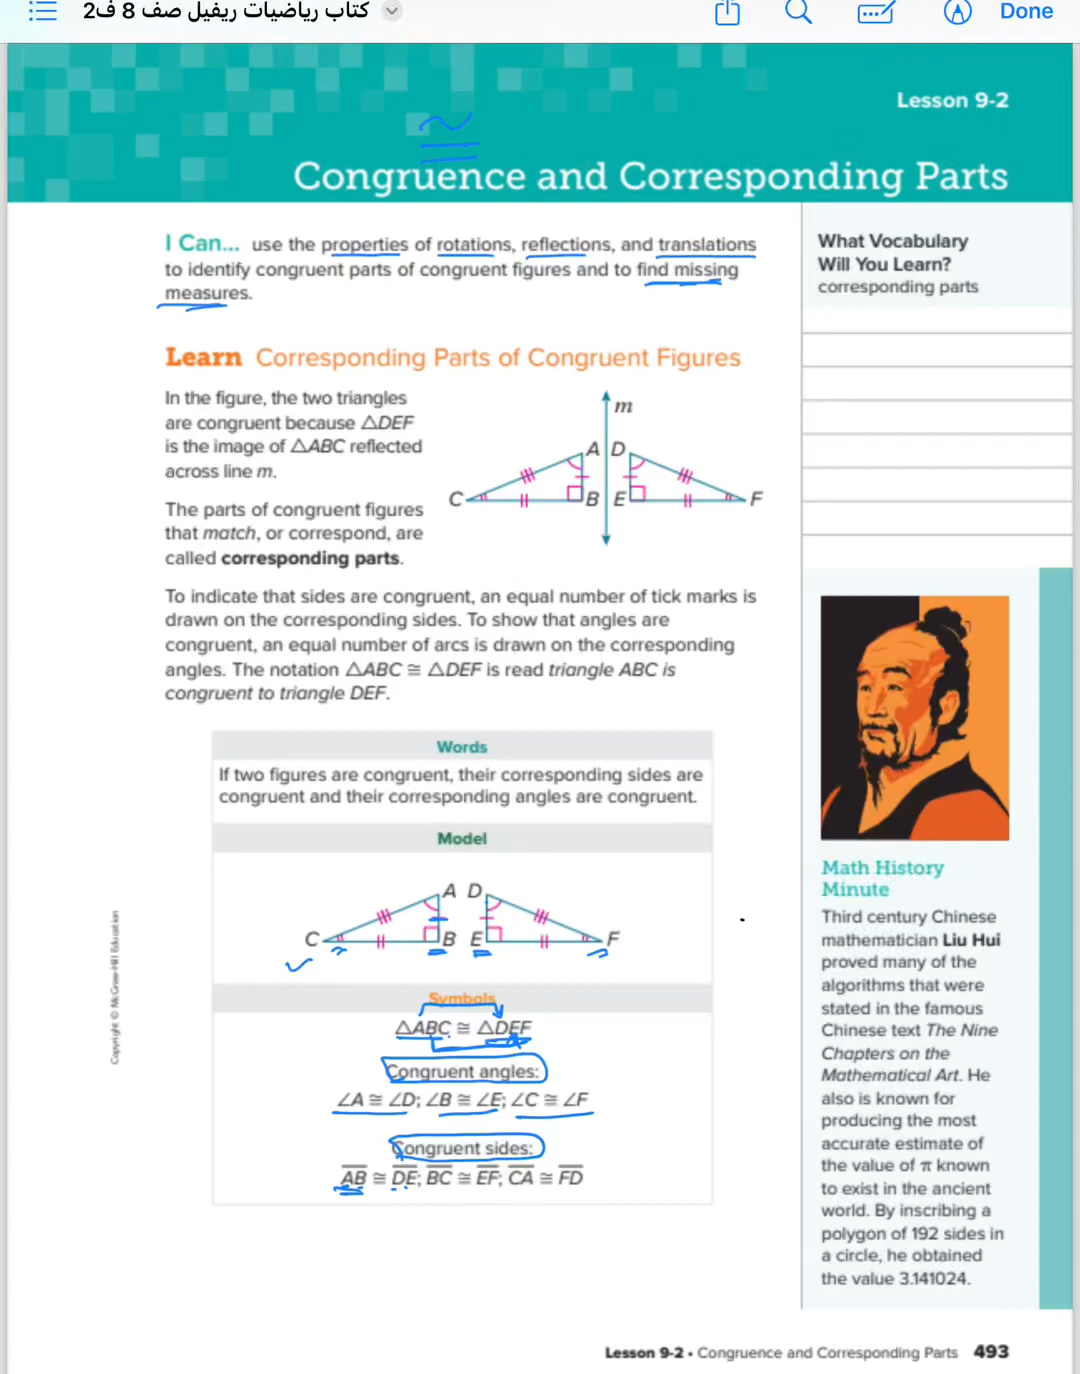 كتاب رياضيات ريفيل صف 8 ف2
Done
Lesson 9-2
Congruence and Corresponding Parts
I Can... use the properties of rotations, reflections, and translations
to identify congruent parts of congruent figures and to find missing
measures.
What Vocabulary
Will You Learn?
corresponding parts
Learn Corresponding Parts of Congruent Figures
In the figure, the two triangles
are congruent because △DEF
is the image of △ABC reflected
across line m.
The parts of congruent figures
that match, or correspond, are
called corresponding parts.
m
A D
C B E F
To indicate that sides are congruent, an equal number of tick marks is
drawn on the corresponding sides. To show that angles are
congruent, an equal number of arcs is drawn on the corresponding
angles. The notation △ABC ≅ △DEF is read triangle ABC is
congruent to triangle DEF.
Words
If two figures are congruent, their corresponding sides are
congruent and their corresponding angles are congruent.
Model
A D
C B E F
Symbols
△ABC ≅ △DEF
Congruent angles:
∠A ≅ ∠D; ∠B ≅ ∠E; ∠C ≅ ∠F
Congruent sides:
A̅B̅ ≅ D̅E̅; B̅C̅ ≅ E̅F̅; C̅A̅ ≅ F̅D̅
Math History
Minute
Third century Chinese
mathematician Liu Hui
proved many of the
algorithms that were
stated in the famous
Chinese text The Nine
Chapters on the
Mathematical Art. He
also is known for
producing the most
accurate estimate of
the value of π known
to exist in the ancient
world. By inscribing a
polygon of 192 sides in
a circle, he obtained
the value 3.141024.
Copyright © McGraw-Hill Education
Lesson 9-2 • Congruence and Corresponding Parts 493